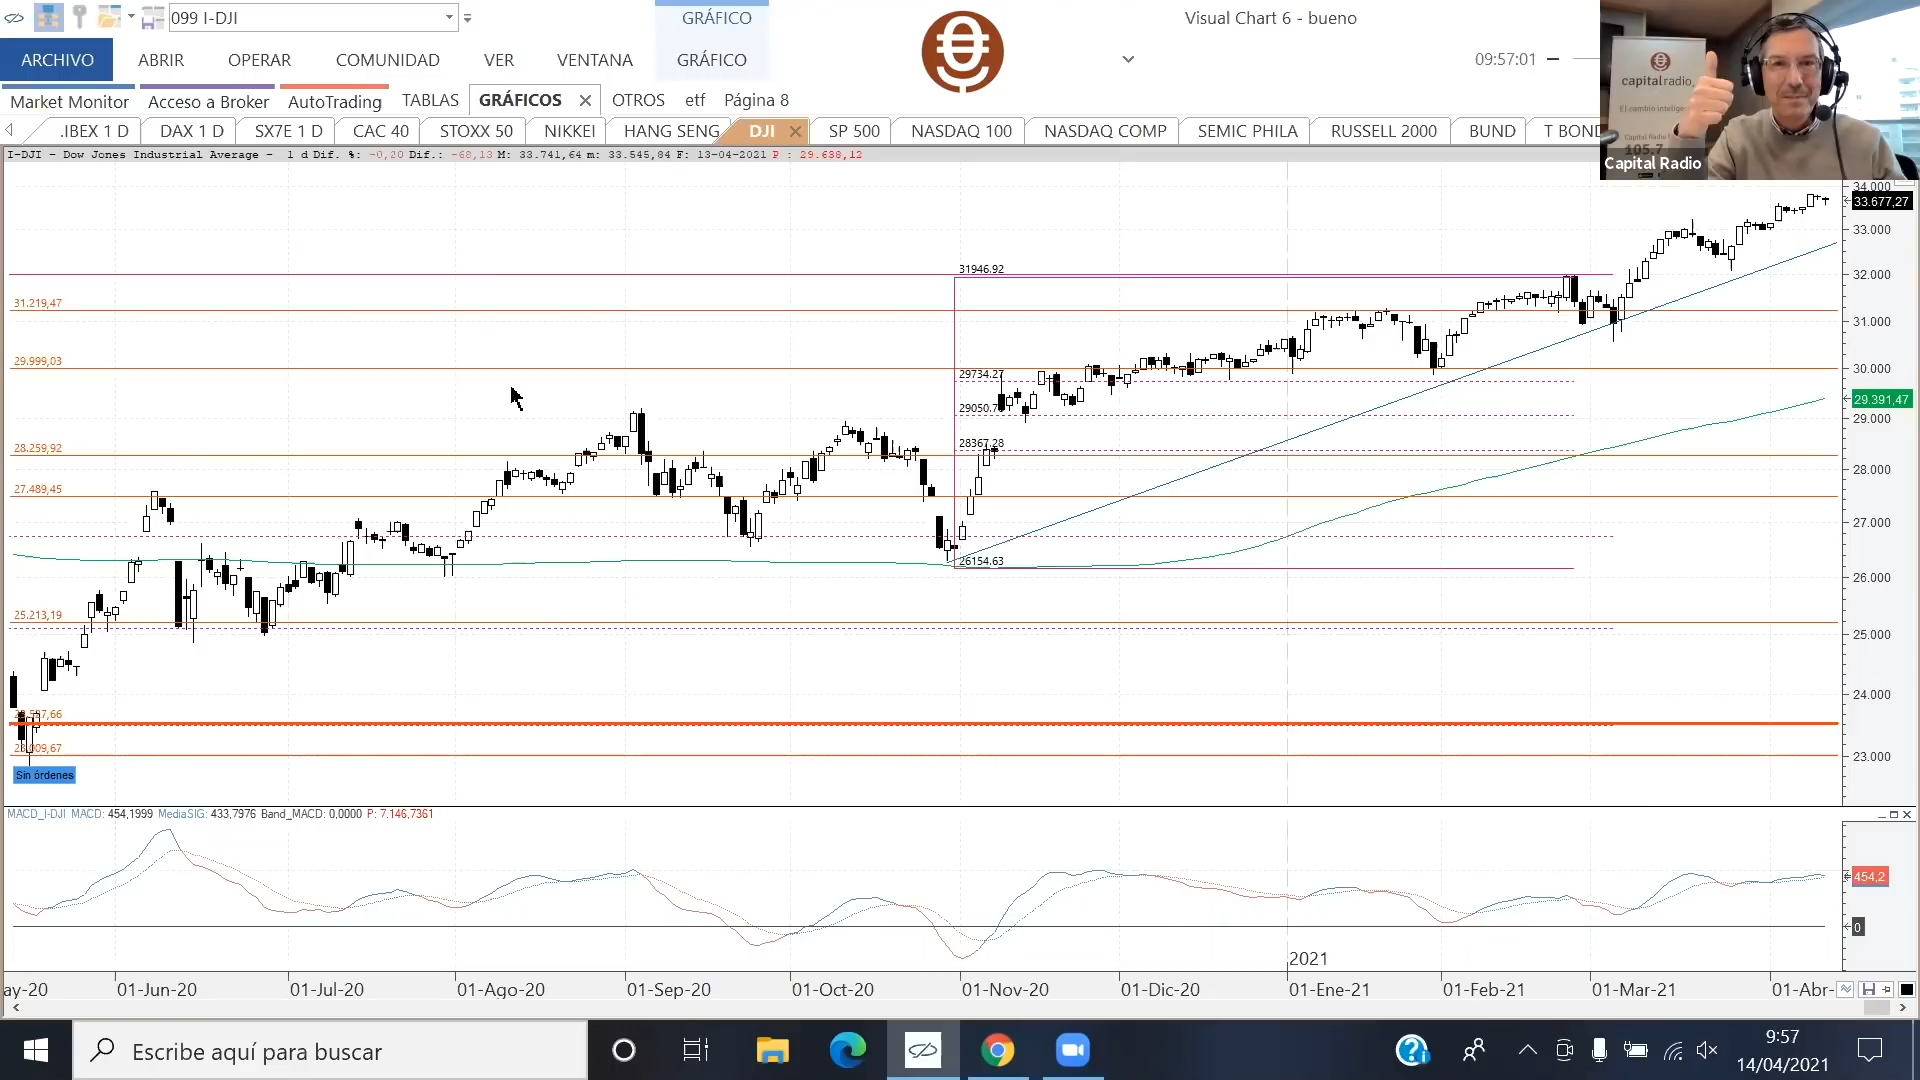 099 I-DJI
GRÁFICO
Visual Chart 6 - bueno
ARCHIVO
ABRIR
OPERAR
COMUNIDAD
VER
VENTANA
GRÁFICO
09:57:01
Market Monitor
Acceso a Broker
AutoTrading
TABLAS
GRÁFICOS
OTROS
etf
Página 8
.IBEX 1 D
DAX 1 D
SX7E 1 D
CAC 40
STOXX 50
NIKKEI
HANG SENG
DJI
SP 500
NASDAQ 100
NASDAQ COMP
SEMIC PHILA
RUSSELL 2000
BUND
T BOND
capitalradio
105.7
Capital Radio
I-DJI - Dow Jones Industrial Average - 1 d Dif. %: -0,20 Dif.: -68,13 M: 33.741,64 m: 33.545,84 F: 13-04-2021 P : 29.638,12
34.000
33.677,27
33.000
32.000
31.000
30.000
29.391,47
29.000
28.000
27.000
26.000
25.000
24.000
23.000
31946.92
31.219,47
29.999,03
29734.27
29050.7
28367.28
28.259,92
27.489,45
26154.63
25.213,19
Sin órdenes
MACD_I-DJI MACD: 454,1999 MediaSIG: 433,7976 Band_MACD: 0,0000 P: 7.146,7361
454,2
0
2021
ay-20
01-Jun-20
01-Jul-20
01-Ago-20
01-Sep-20
01-Oct-20
01-Nov-20
01-Dic-20
01-Ene-21
01-Feb-21
01-Mar-21
01-Abr-
Escribe aquí para buscar
9:57
14/04/2021